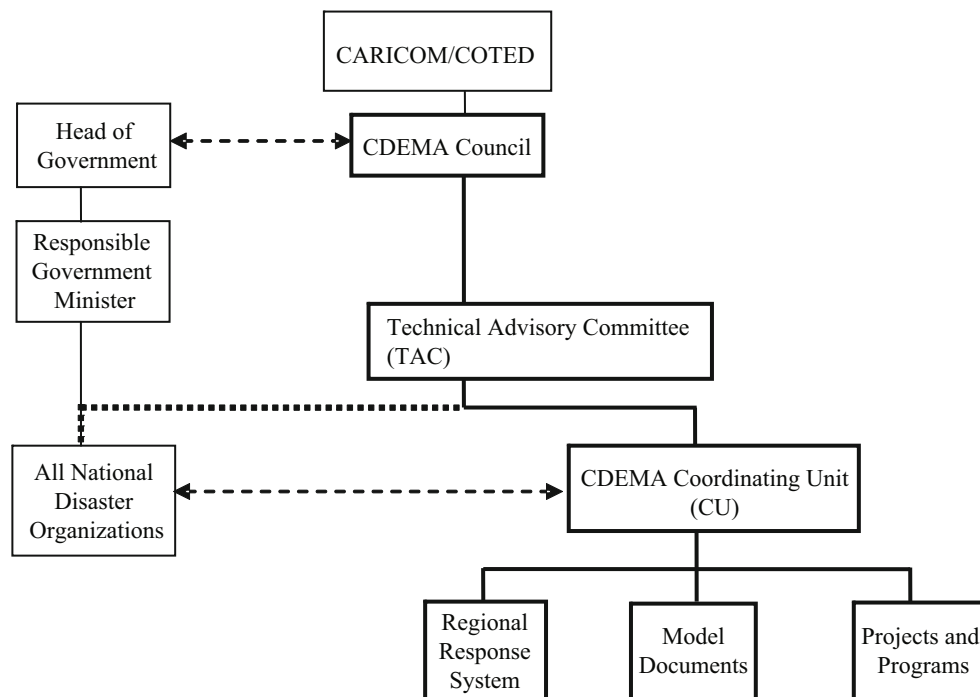 CARICOM/COTED
Head of
Government
CDEMA Council
Responsible
Government
Minister
Technical Advisory Committee
(TAC)
All National
Disaster
Organizations
CDEMA Coordinating Unit
(CU)
Regional
Response
System
Model
Documents
Projects and
Programs